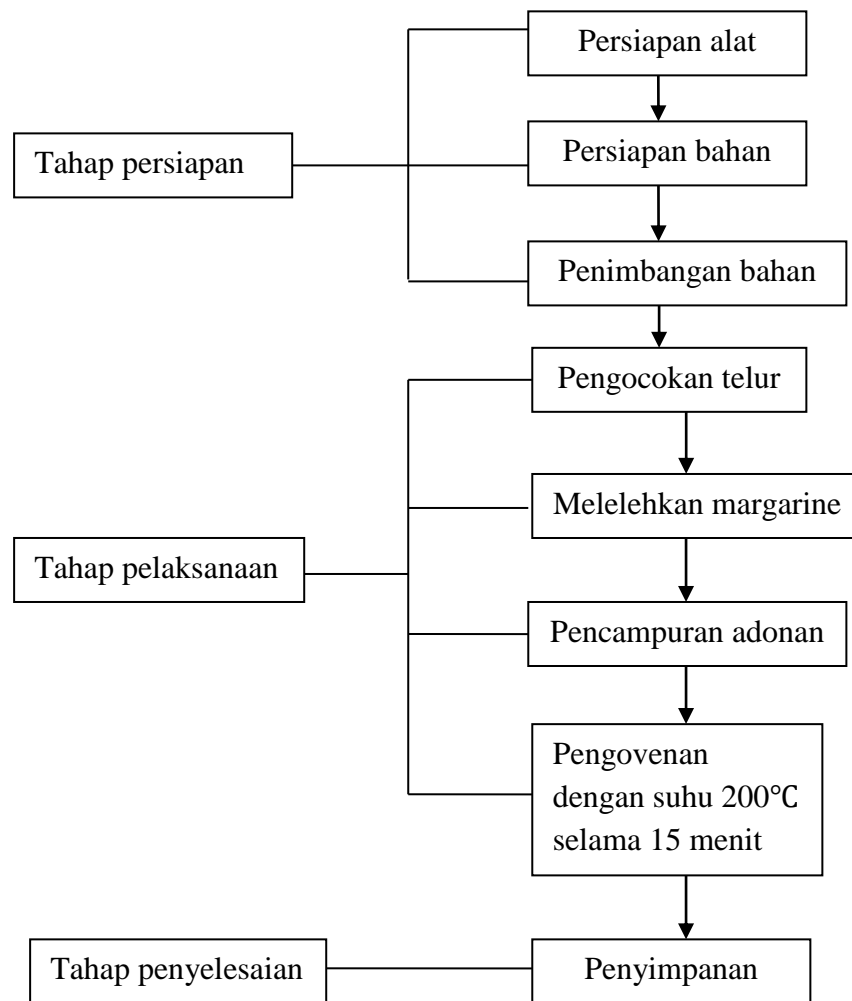 Persiapan alat
Tahap persiapan
Persiapan bahan
Penimbangan bahan
Pengocokan telur
Melelehkan margarine
Tahap pelaksanaan
Pencampuran adonan
Pengovenan
dengan suhu 200℃
selama 15 menit
Tahap penyelesaian
Penyimpanan